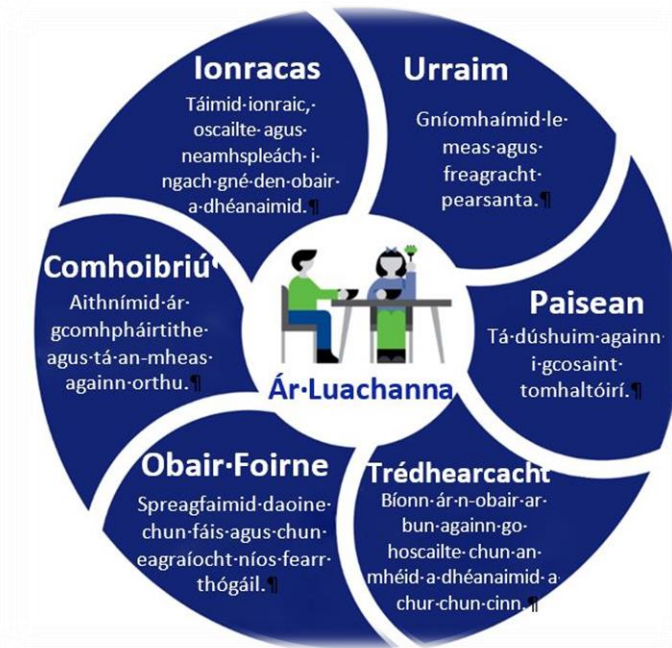 Ionracas
Táimid·ionraic,·
oscailte·agus·
neamhspleách·i·
ngach·gné·den·obair·
a·dhéanaimid.¶
Urraim
Gníomhaímid·le·
meas·agus·
freagracht·
pearsanta.¶
Paisean
Tá·dúshuim·againn·
i·gcosaint·
tomhaltóirí.¶
Trédhearcacht
Bíonn·ár·n-obair·ar·
bun·againn·go·
hoscailte·chun·an·
mhéid·a·dhéanaimid·a·
chur·chun·cinn.¶
Obair·Foirne
Spreagfaimid·daoine·
chun·fáis·agus·chun·
eagraíocht·níos·fearr·
thógáil.¶
Comhoibriú¶
Aithnímid·ár·
gcomhpháirtithe·
agus·tá·an-mheas·
againn·orthu.¶
Ár·Luachanna